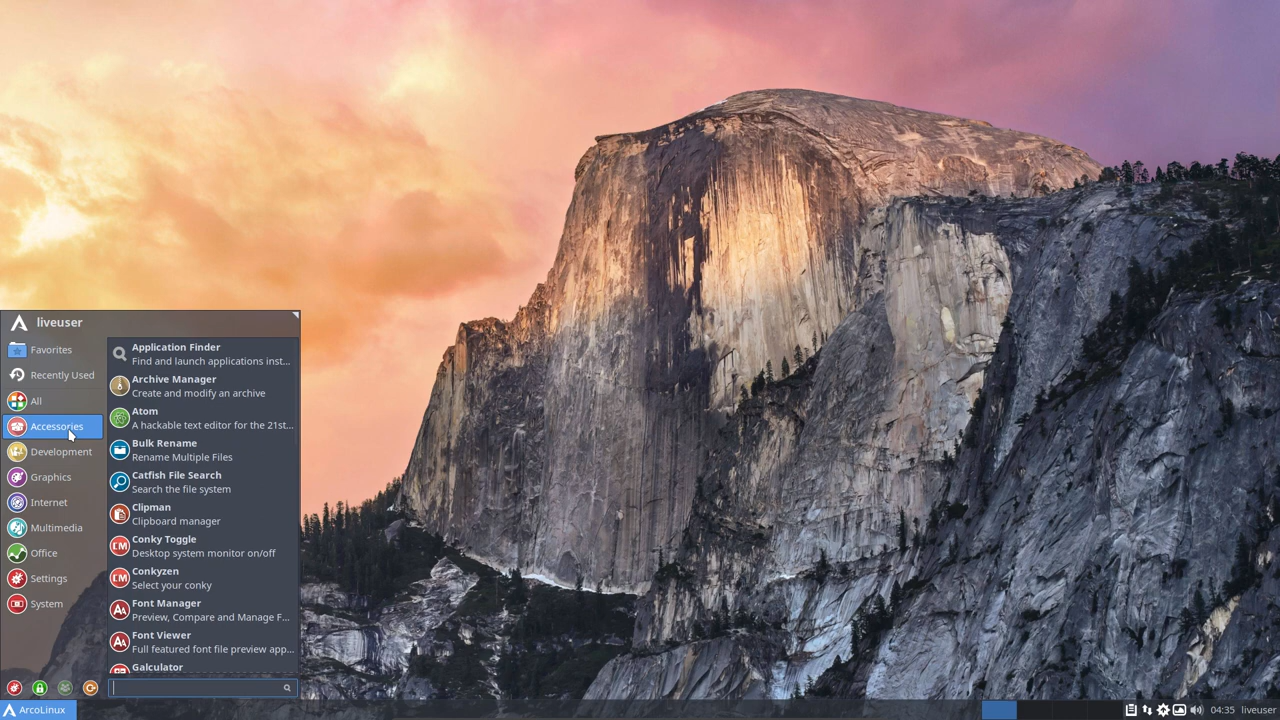 liveuser
Favorites
Recently Used
All
Accessories
Development
Graphics
Internet
Multimedia
Office
Settings
System
Application Finder
Find and launch applications inst...
Archive Manager
Create and modify an archive
Atom
A hackable text editor for the 21st...
Bulk Rename
Rename Multiple Files
Catfish File Search
Search the file system
Clipman
Clipboard manager
Conky Toggle
Desktop system monitor on/off
Conkyzen
Select your conky
Font Manager
Preview, Compare and Manage F...
Font Viewer
Full featured font file preview app...
Galculator
ArcoLinux
04:35 liveuser